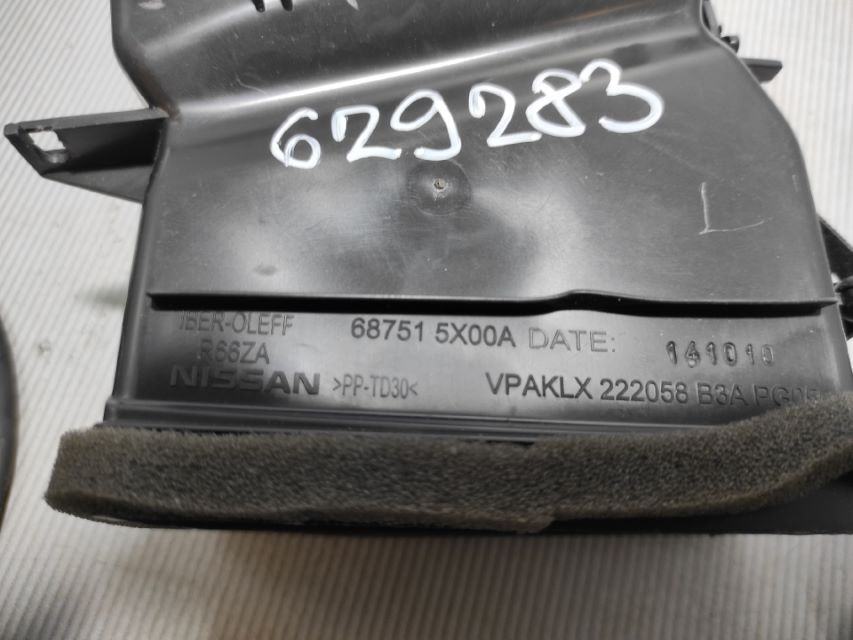 629283
L
IBER-OLEFF 68751 5X00A DATE: 141010
R66ZA
NISSAN >PP-TD30< VPAKLX 222058 B3A